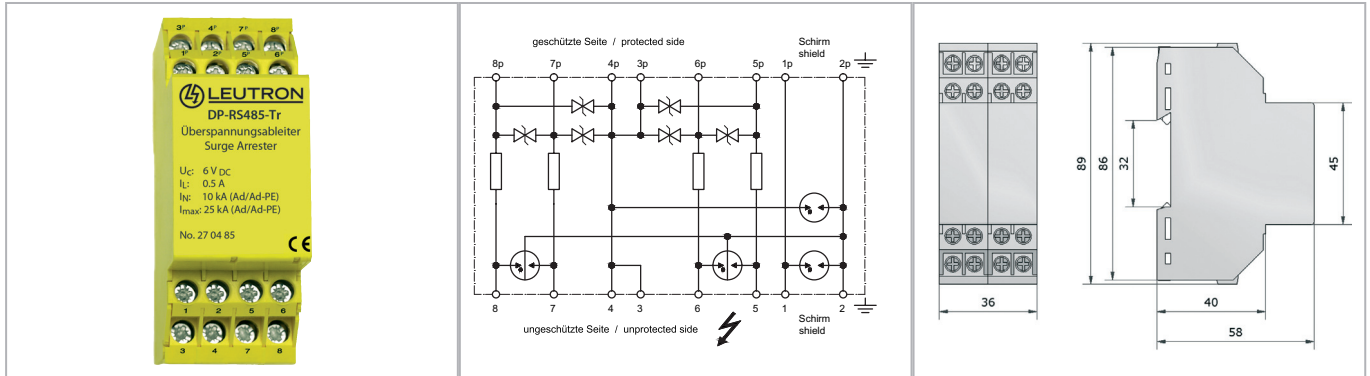 3P 4P 7P 8P
1P 2P 5P 6P
LEUTRON
DP-RS485-Tr
Überspannungsableiter
Surge Arrester
UC: 6 V DC
IL: 0.5 A
IN: 10 kA (Ad/Ad-PE)
Imax: 25 kA (Ad/Ad-PE)
No. 27 04 85
CE
1 2 5 6
3 4 7 8
geschützte Seite / protected side
Schirm
shield
8p 7p 4p 3p 6p 5p 1p 2p
8 7 4 3 6 5 1 2
ungeschützte Seite / unprotected side
Schirm
shield
89
86
32
45
36
40
58